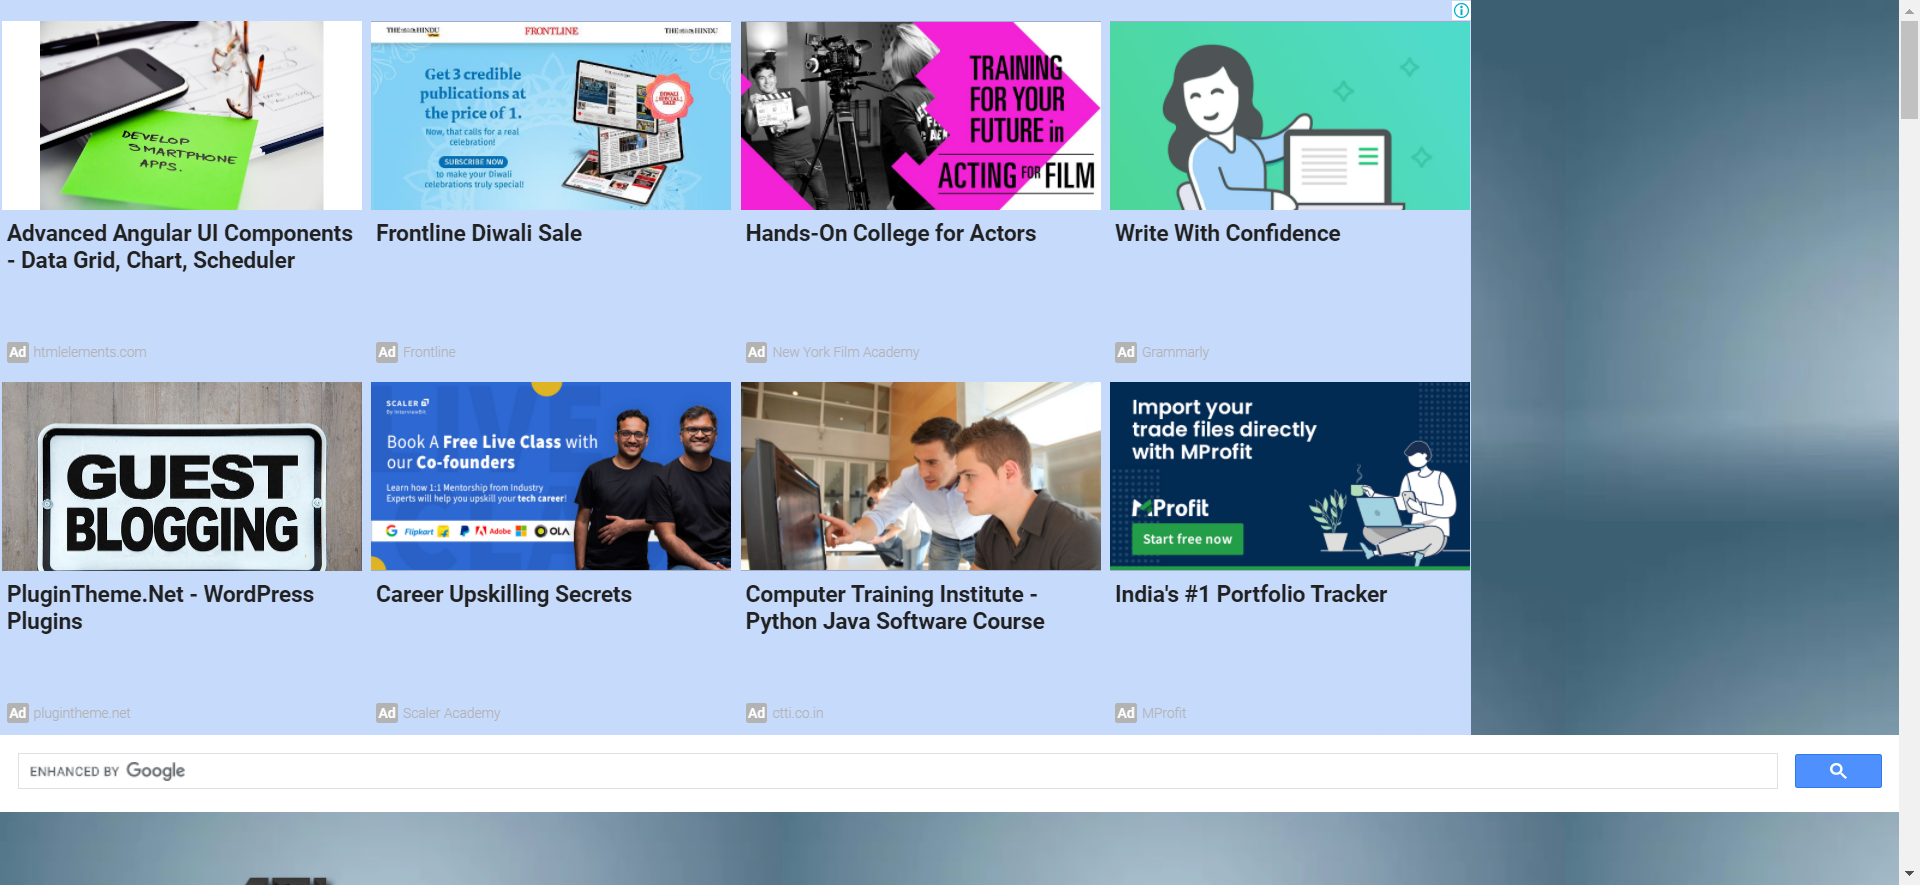 DEVELOP
SMARTPHONE
APPS.
THE HINDU
FRONTLINE
THE HINDU
Get 3 credible
publications at
the price of 1.
Now, that calls for a real
celebration!
SUBSCRIBE NOW
to make your Diwali
celebrations truly special!
DIWALI
SPECIAL
SALE
TRAINING
FOR YOUR
FUTURE in
ACTING FOR FILM
Advanced Angular UI Components
- Data Grid, Chart, Scheduler
Frontline Diwali Sale
Hands-On College for Actors
Write With Confidence
Ad htmlelements.com
Ad Frontline
Ad New York Film Academy
Ad Grammarly
GUEST
BLOGGING
SCALER
By InterviewBit
Book A Free Live Class with
our Co-founders
Learn how 1:1 Mentorship from Industry
Experts will help you upskill your tech career!
G Flipkart Adobe OLA
Import your
trade files directly
with MProfit
MProfit
Start free now
PluginTheme.Net - WordPress
Plugins
Career Upskilling Secrets
Computer Training Institute -
Python Java Software Course
India's #1 Portfolio Tracker
Ad plugintheme.net
Ad Scaler Academy
Ad ctti.co.in
Ad MProfit
ENHANCED BY Google